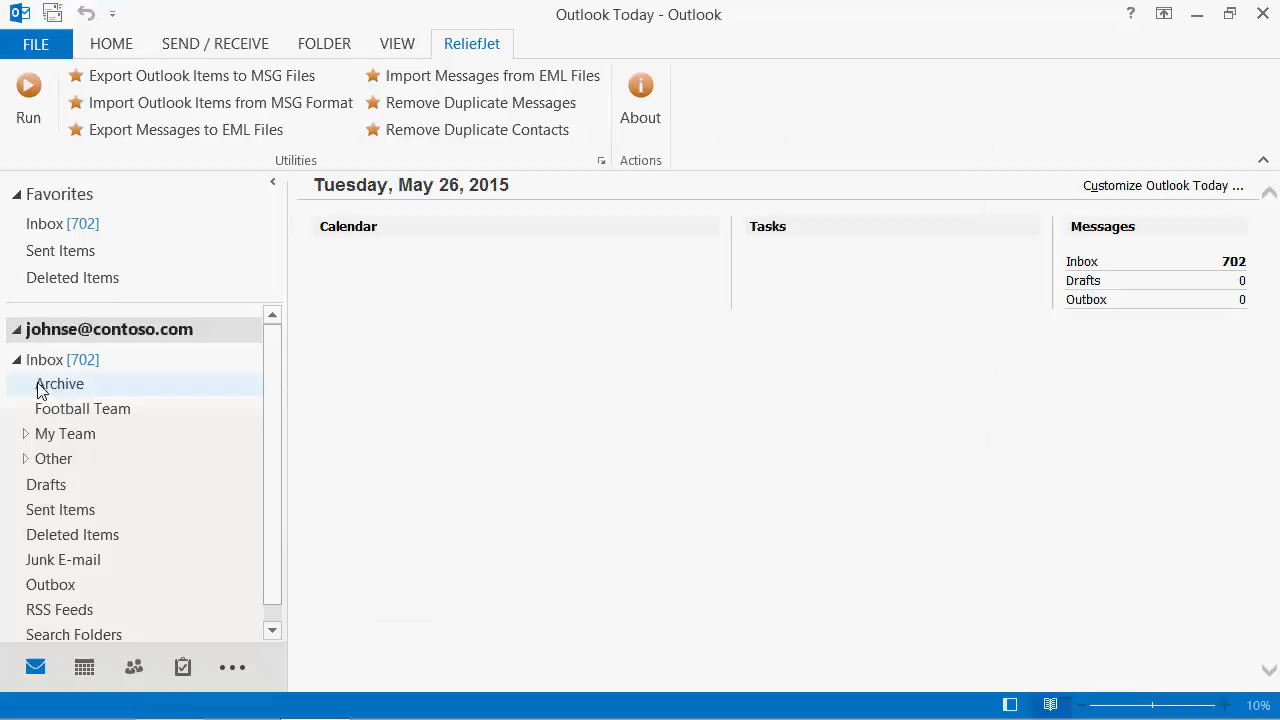 Outlook Today - Outlook
?
FILE HOME SEND / RECEIVE FOLDER VIEW ReliefJet
Run
Export Outlook Items to MSG Files
Import Outlook Items from MSG Format
Export Messages to EML Files
Import Messages from EML Files
Remove Duplicate Messages
Remove Duplicate Contacts
Utilities
About
Actions
Favorites
Inbox [702]
Sent Items
Deleted Items
johnse@contoso.com
Inbox [702]
Archive
Football Team
My Team
Other
Drafts
Sent Items
Deleted Items
Junk E-mail
Outbox
RSS Feeds
Search Folders
Tuesday, May 26, 2015
Customize Outlook Today ...
Calendar
Tasks
Messages
Inbox 702
Drafts 0
Outbox 0
10%